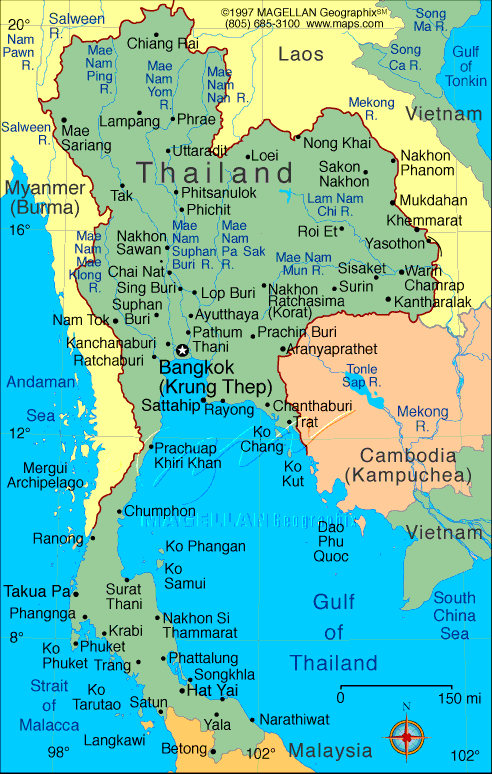 20°
©1997 MAGELLAN Geographix℠
(805) 685-3100 www.maps.com
Salween
R.
Mae
Nam
Pawn
R.
Chiang Rai
Mae
Nam
Ping
R.
Mae
Nam
Yom
R.
Mae
Nam
Nan R.
Laos
Song
Ma R.
Song
Ca R.
Gulf
of
Tonkin
Vietnam
Mekong
R.
Salween
R.
Lampang
Phrae
Mae
Sariang
Uttaradit
Loei
Nong Khai
Nakhon
Phanom
Thailand
Sakon
Nakhon
Myanmer
(Burma)
Tak
Phitsanulok
Phichit
Lam Nam
Chi R.
Mukdahan
Khemmarat
16°
Roi Et
Yasothon
Mae
Nam
Mae
Klong
R.
Nakhon
Sawan
Mae
Nam
Suphan
Buri R.
Mae
Nam
Pa Sak
R.
Mae Nam
Mun R.
Chai Nat
Sing Buri
Suphan
Buri
Lop Buri
Nakhon
Ratchasima
(Korat)
Surin
Sisaket
Warin
Chamrap
Kantharalak
Nam Tok
Ayutthaya
Kanchanaburi
Pathum
Thani
Prachin Buri
Ratchaburi
Aranyaprathet
Bangkok
(Krung Thep)
Tonle
Sap R.
Andaman
Sea
Sattahip
Rayong
Chanthaburi
Trat
Mekong
R.
12°
Ko
Chang
Prachuap
Khiri Khan
Ko
Kut
Cambodia
(Kampuchea)
Mergui
Archipelago
Chumphon
MAGELLAN Geographix
Dao
Phu
Quoc
Vietnam
Ranong
Ko Phangan
Ko
Samui
Takua Pa
Surat
Thani
Gulf
of
Thailand
South
China
Sea
Phangnga
Nakhon Si
Thammarat
8°
Krabi
Ko
Phuket
Phuket
Trang
Phattalung
Songkhla
Hat Yai
Strait
of
Malacca
Ko
Tarutao
Satun
0
150 mi
Yala
Narathiwat
N
Langkawi
Betong
Malaysia
98°
102°
102°